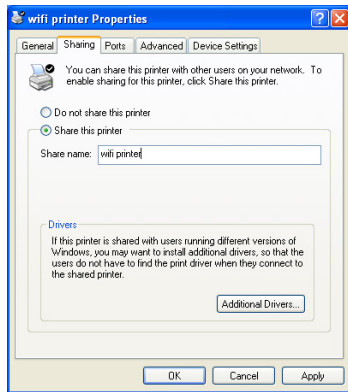 wifi printer Properties
General Sharing Ports Advanced Device Settings
You can share this printer with other users on your network. To
enable sharing for this printer, click Share this printer.
Do not share this printer
Share this printer
Share name: wifi printer
Drivers
If this printer is shared with users running different versions of
Windows, you may want to install additional drivers, so that the
users do not have to find the print driver when they connect to
the shared printer.
Additional Drivers...
OK Cancel Apply